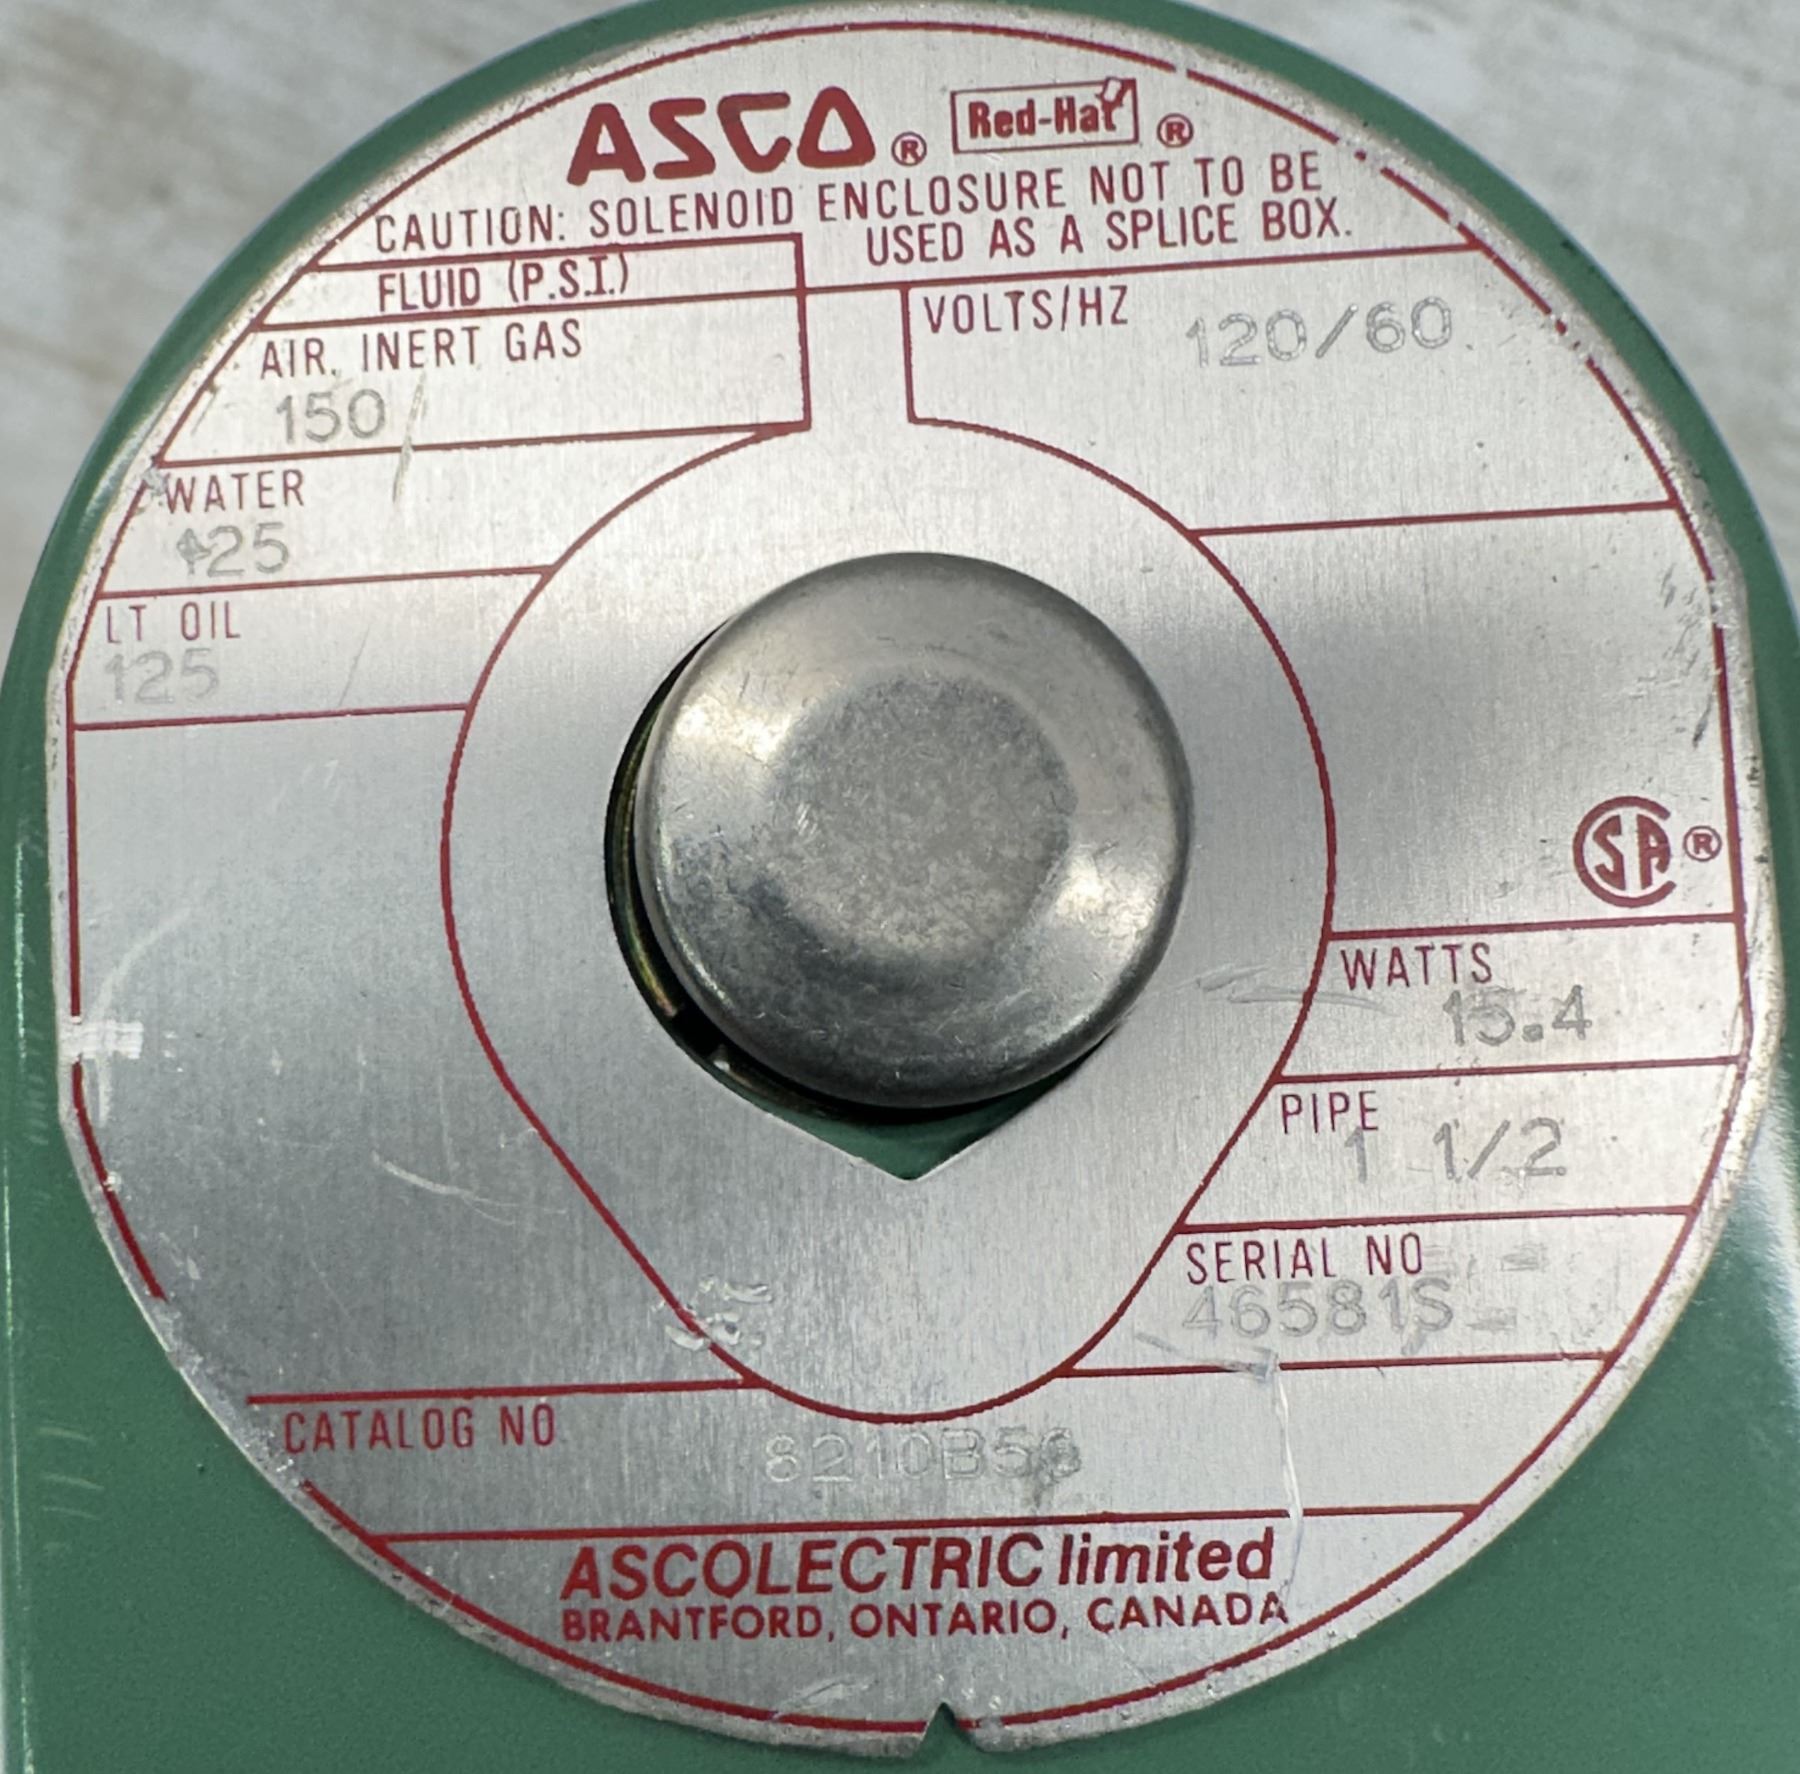 ASCO® Red-Hat®
CAUTION: SOLENOID ENCLOSURE NOT TO BE
USED AS A SPLICE BOX.
FLUID (P.S.I.)
AIR, INERT GAS
150
WATER
125
LT OIL
125
VOLTS/HZ 120/60
SA®
WATTS
15.4
PIPE
1 1/2
SERIAL NO
46581S
CATALOG NO 8210B56
ASCOLECTRIC limited
BRANTFORD, ONTARIO, CANADA